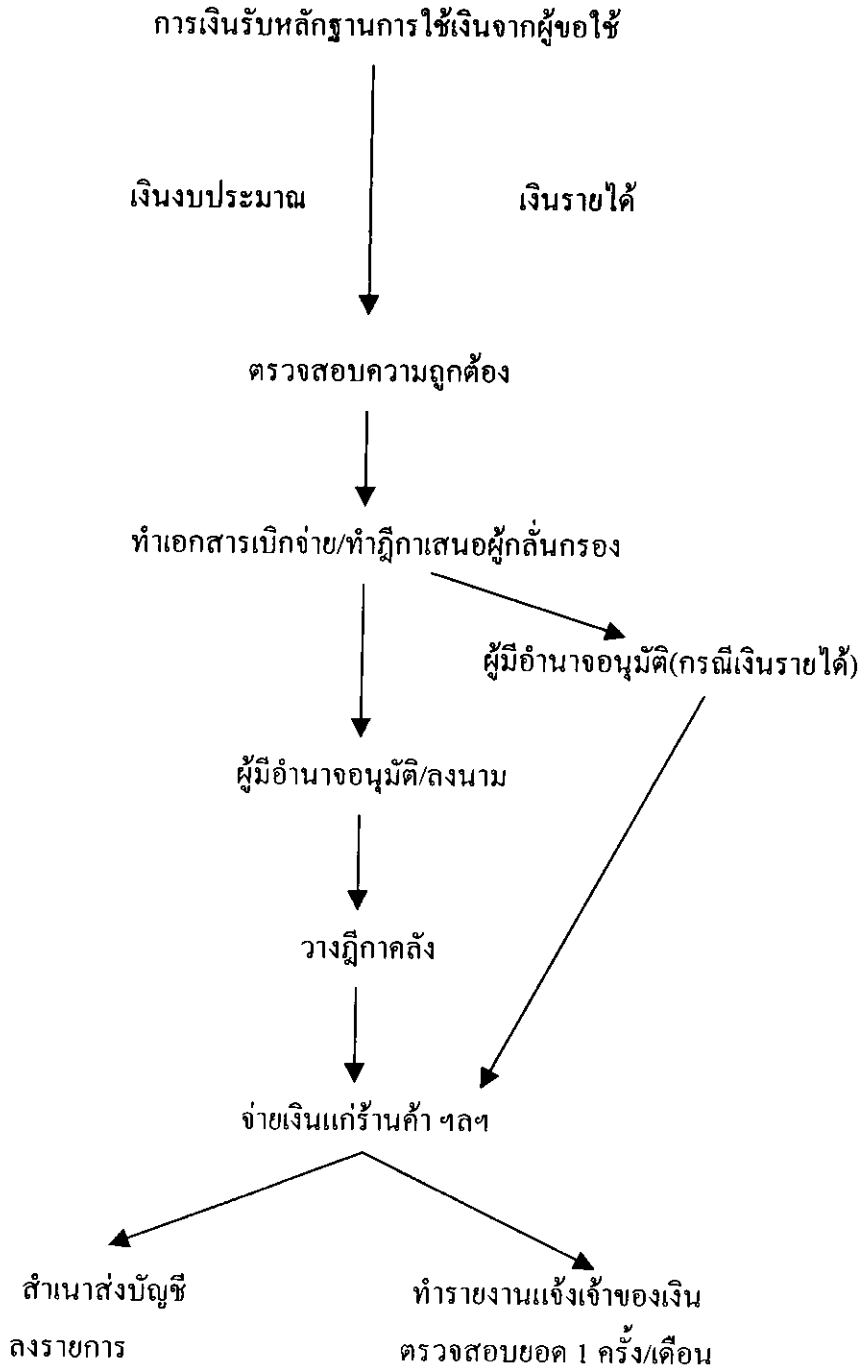 การเงินรับหลักฐานการใช้เงินจากผู้ขอใช้
เงินงบประมาณ
เงินรายได้
ตรวจสอบความถูกต้อง
ทำเอกสารเบิกจ่าย/ทำฎีกาเสนอผู้กลั่นกรอง
ผู้มีอำนาจอนุมัติ(กรณีเงินรายได้)
ผู้มีอำนาจอนุมัติ/ลงนาม
วางฎีกาคลัง
จ่ายเงินแก่ร้านค้า ฯลฯ
สำเนาส่งบัญชี
ลงรายการ
ทำรายงานแจ้งเจ้าของเงิน
ตรวจสอบยอด 1 ครั้ง/เดือน